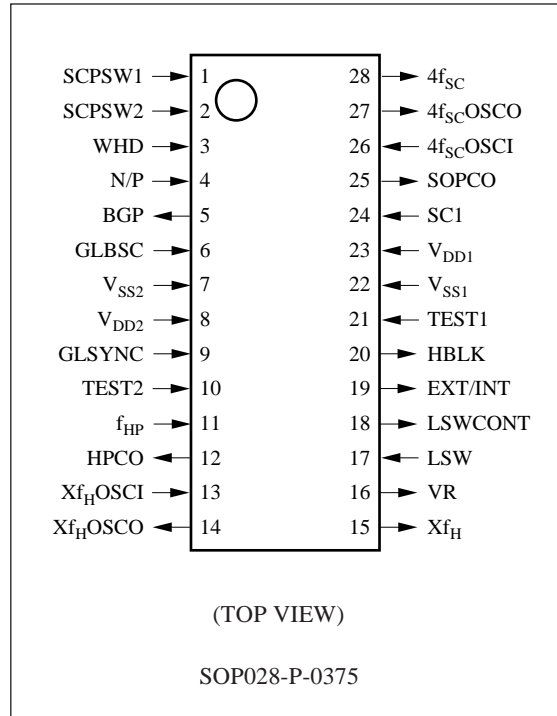 SCPSW1 1 28 4fSC
SCPSW2 2 27 4fSCOSCO
WHD 3 26 4fSCOSCI
N/P 4 25 SOPCO
BGP 5 24 SC1
GLBSC 6 23 VDD1
VSS2 7 22 VSS1
VDD2 8 21 TEST1
GLSYNC 9 20 HBLK
TEST2 10 19 EXT/INT
fHP 11 18 LSWCONT
HPCO 12 17 LSW
XfHOSCI 13 16 VR
XfHOSCO 14 15 XfH
(TOP VIEW)
SOP028-P-0375